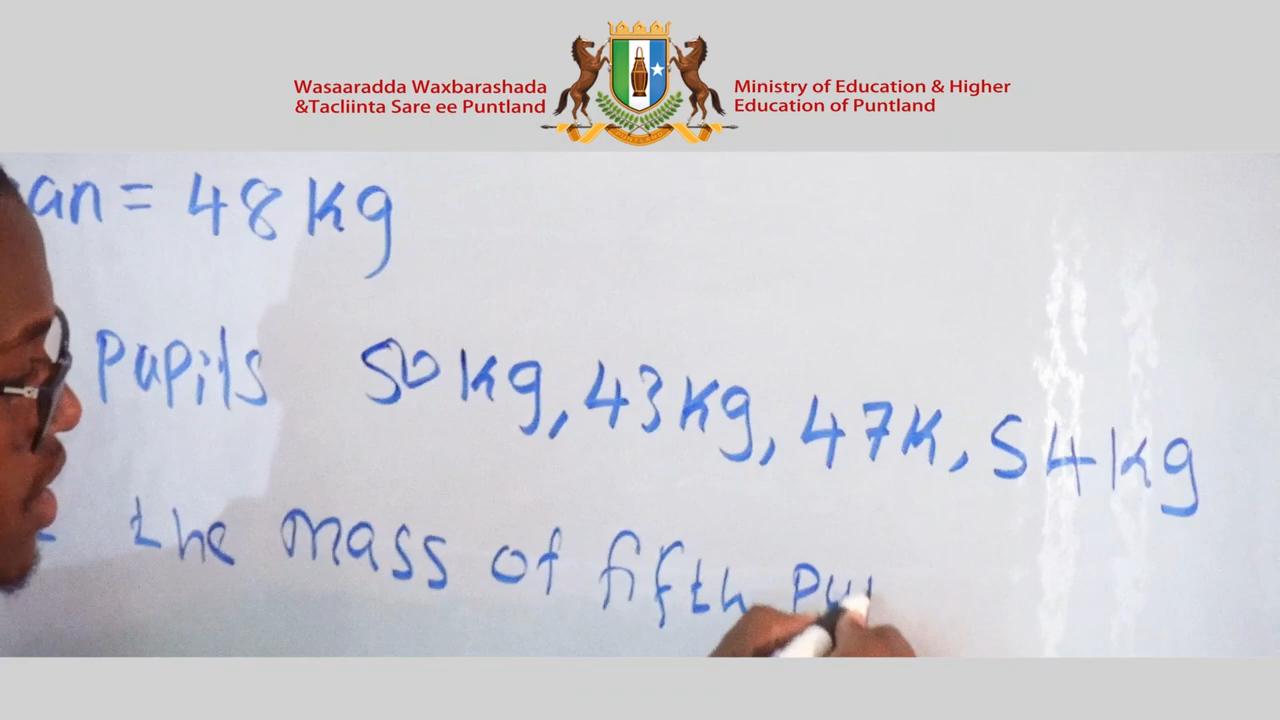 Wasaaradda Waxbarashada
&Tacliinta Sare ee Puntland
Ministry of Education & Higher
Education of Puntland
an = 48 kg
Pupils 50kg, 43kg, 47K, 54kg
the mass of fifth Pu